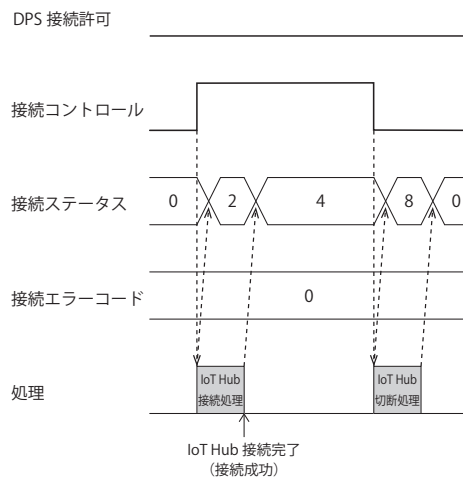 DPS 接続許可
接続コントロール
接続ステータス
0
2
4
8
0
接続エラーコード
0
処理
IoT Hub
接続処理
IoT Hub
切断処理
IoT Hub 接続完了
（接続成功）